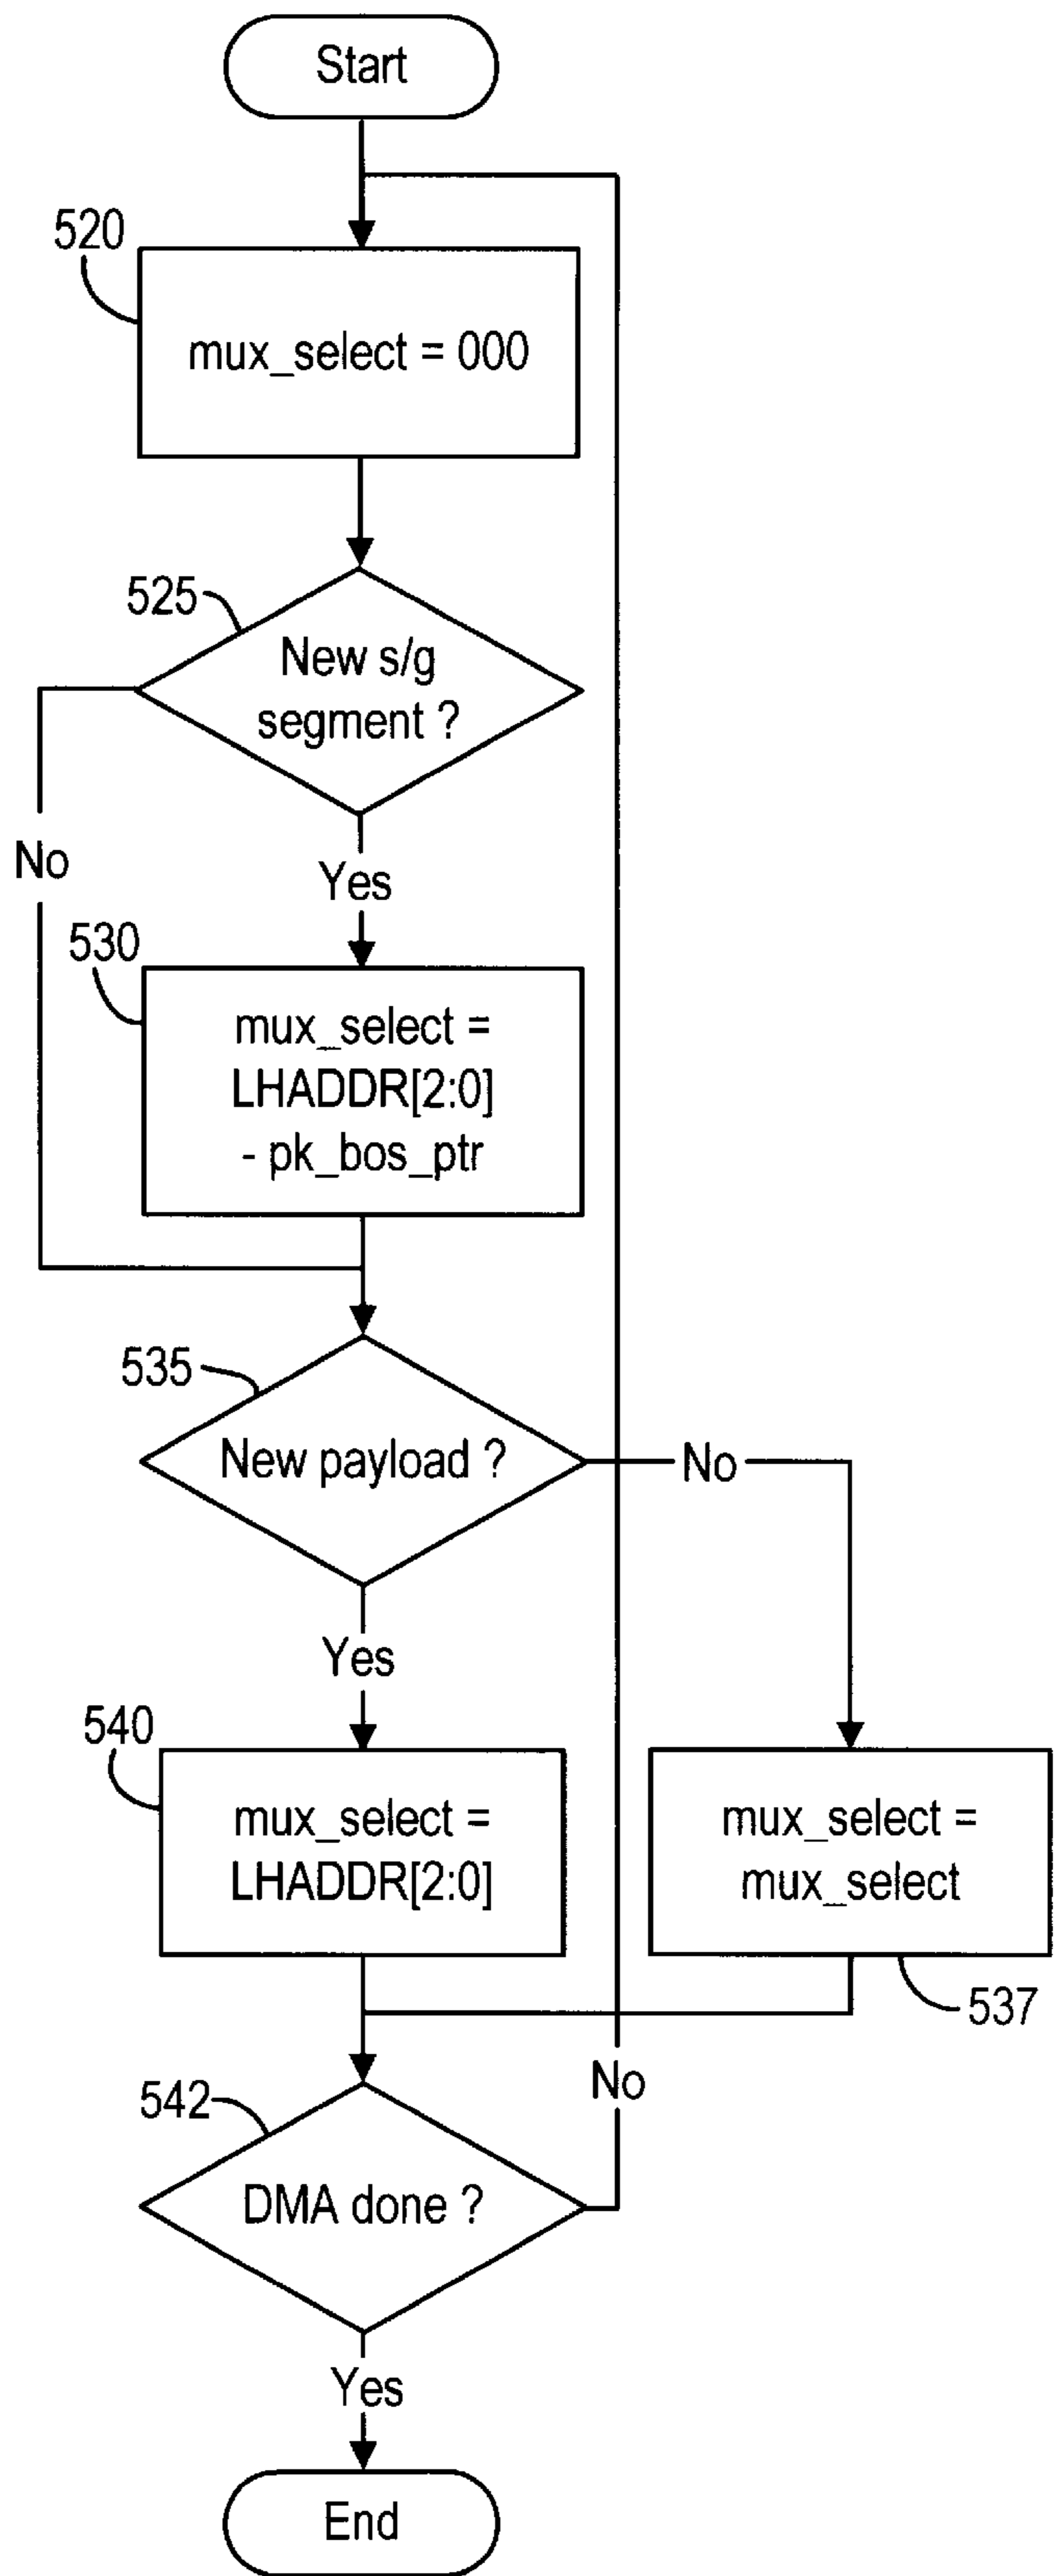 Start
520
mux_select = 000
525
New s/g
segment ?
No
Yes
530
mux_select =
LHADDR[2:0]
- pk_bos_ptr
535
New payload ?
No
Yes
540
mux_select =
LHADDR[2:0]
mux_select =
mux_select
537
No
542
DMA done ?
Yes
End